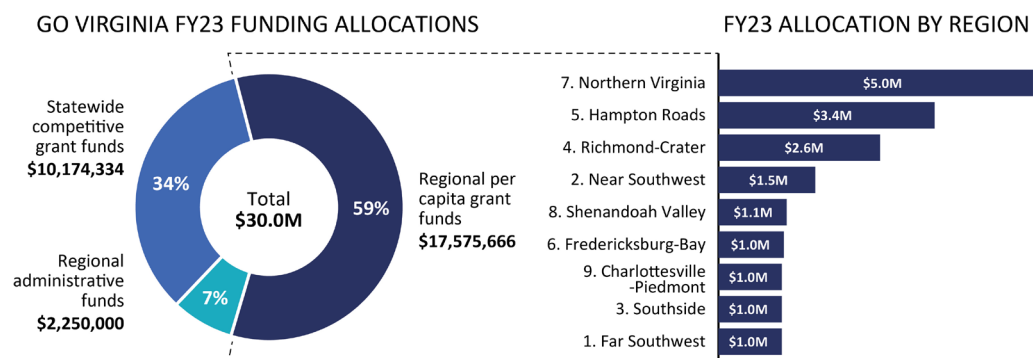 GO VIRGINIA FY23 FUNDING ALLOCATIONS
Statewide
competitive
grant funds
$10,174,334
34%
Regional
administrative
funds
$2,250,000
7%
Total
$30.0M
59%
Regional per
capita grant
funds
$17,575,666
FY23 ALLOCATION BY REGION
7. Northern Virginia $5.0M
5. Hampton Roads $3.4M
4. Richmond-Crater $2.6M
2. Near Southwest $1.5M
8. Shenandoah Valley $1.1M
6. Fredericksburg-Bay $1.0M
9. Charlottesville
-Piedmont $1.0M
3. Southside $1.0M
1. Far Southwest $1.0M